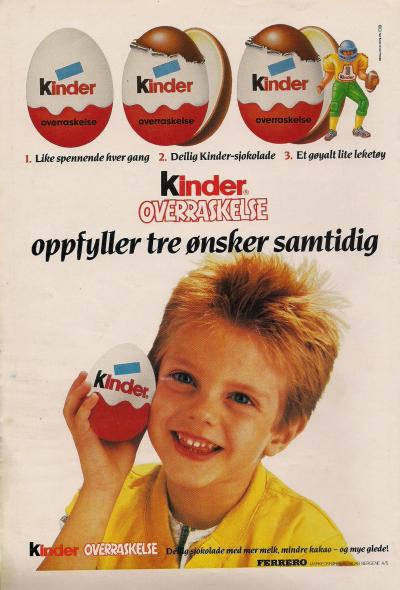 Kinder
overraskelse
Kinder
overraskelse
Kinder
overraskelse
1
1. Like spennende hver gang 2. Deilig Kinder-sjokolade 3. Et gøyalt lite leketøy
Kinder®
OVERRASKELSE
oppfyller tre ønsker samtidig
Kinder
Kinder OVERRASKELSE Deilig sjokolade med mer melk, mindre kakao – og mye glede!
FERRERO BERGENE A/S